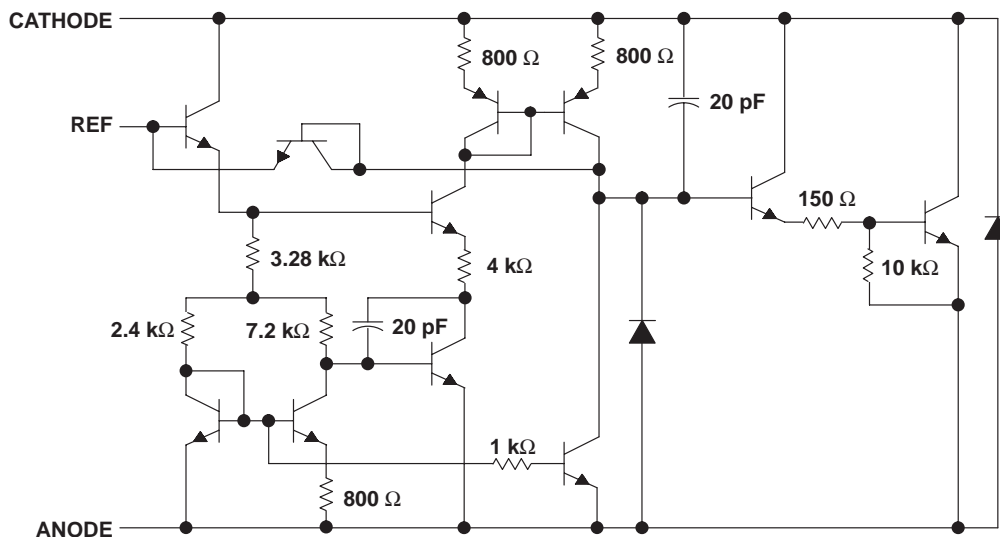 CATHODE
800 Ω
800 Ω
20 pF
REF
150 Ω
3.28 kΩ
4 kΩ
10 kΩ
2.4 kΩ
7.2 kΩ
20 pF
1 kΩ
800 Ω
ANODE